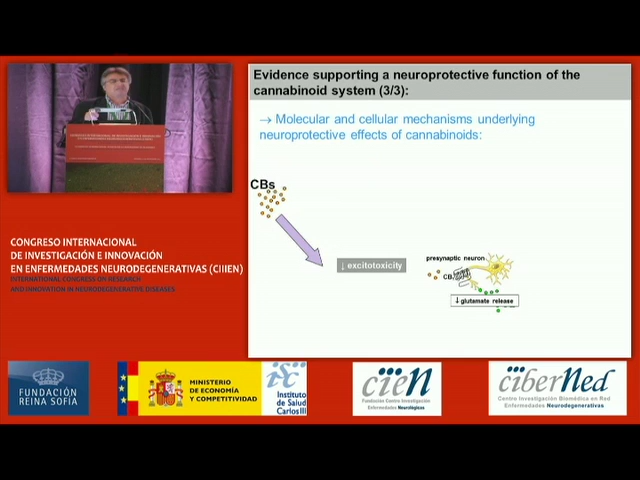 Evidence supporting a neuroprotective function of the
cannabinoid system (3/3):
→ Molecular and cellular mechanisms underlying
neuroprotective effects of cannabinoids:
CBs
↓ excitotoxicity
presynaptic neuron
CB
↓ glutamate release
CONGRESO INTERNACIONAL
DE INVESTIGACIÓN E INNOVACIÓN
EN ENFERMEDADES NEURODEGENERATIVAS (CIIIEN)
INTERNATIONAL CONGRESS ON RESEARCH
AND INNOVATION IN NEURODEGENERATIVE DISEASES
FUNDACIÓN
REINA SOFÍA
MINISTERIO
DE ECONOMÍA
Y COMPETITIVIDAD
isc
Instituto
de Salud
Carlos III
cien
Fundación Centro Investigación
Enfermedades Neurológicas
ciberned
Centro Investigación Biomédica en Red
Enfermedades Neurodegenerativas